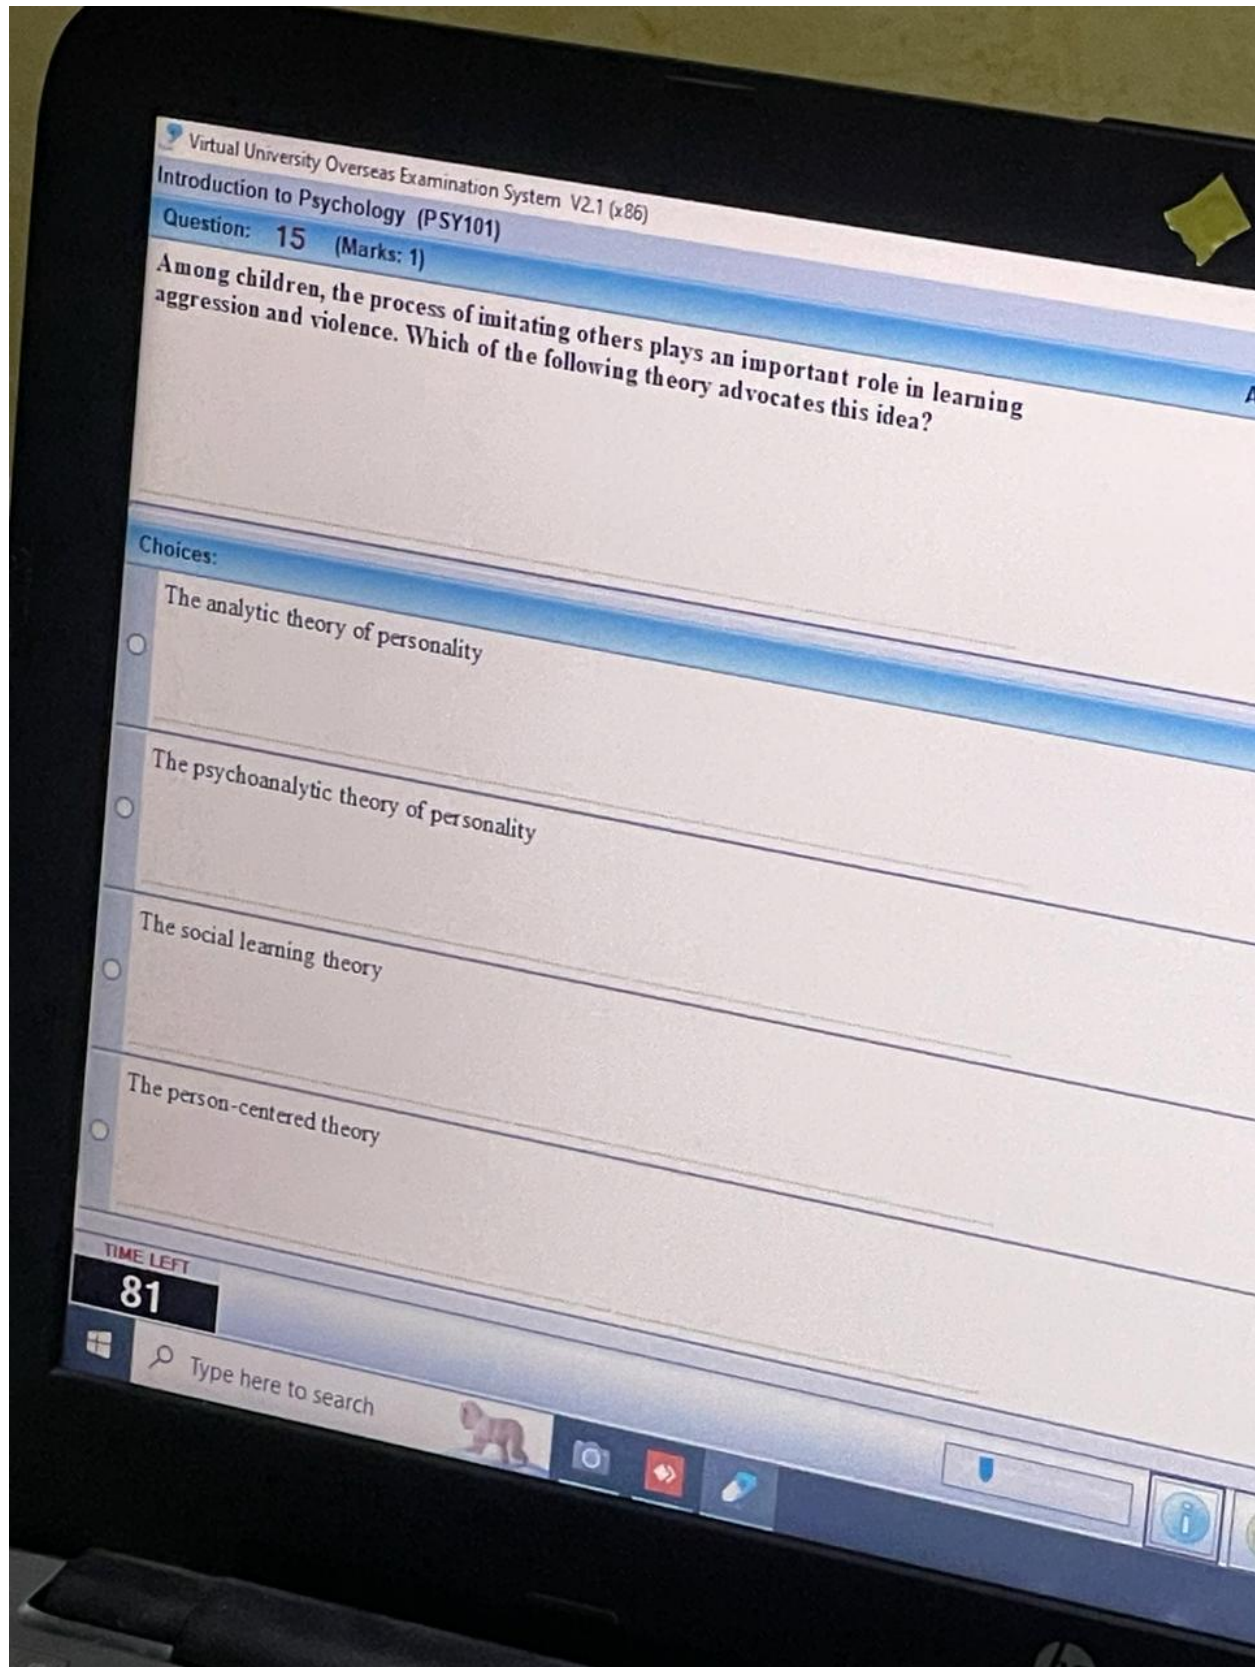 Virtual University Overseas Examination System V2.1 (x86)
Introduction to Psychology (PSY101)
Question: 15 (Marks: 1)
Among children, the process of imitating others plays an important role in learning
aggression and violence. Which of the following theory advocates this idea?
Choices:
The analytic theory of personality
The psychoanalytic theory of personality
The social learning theory
The person-centered theory
TIME LEFT
81
Type here to search